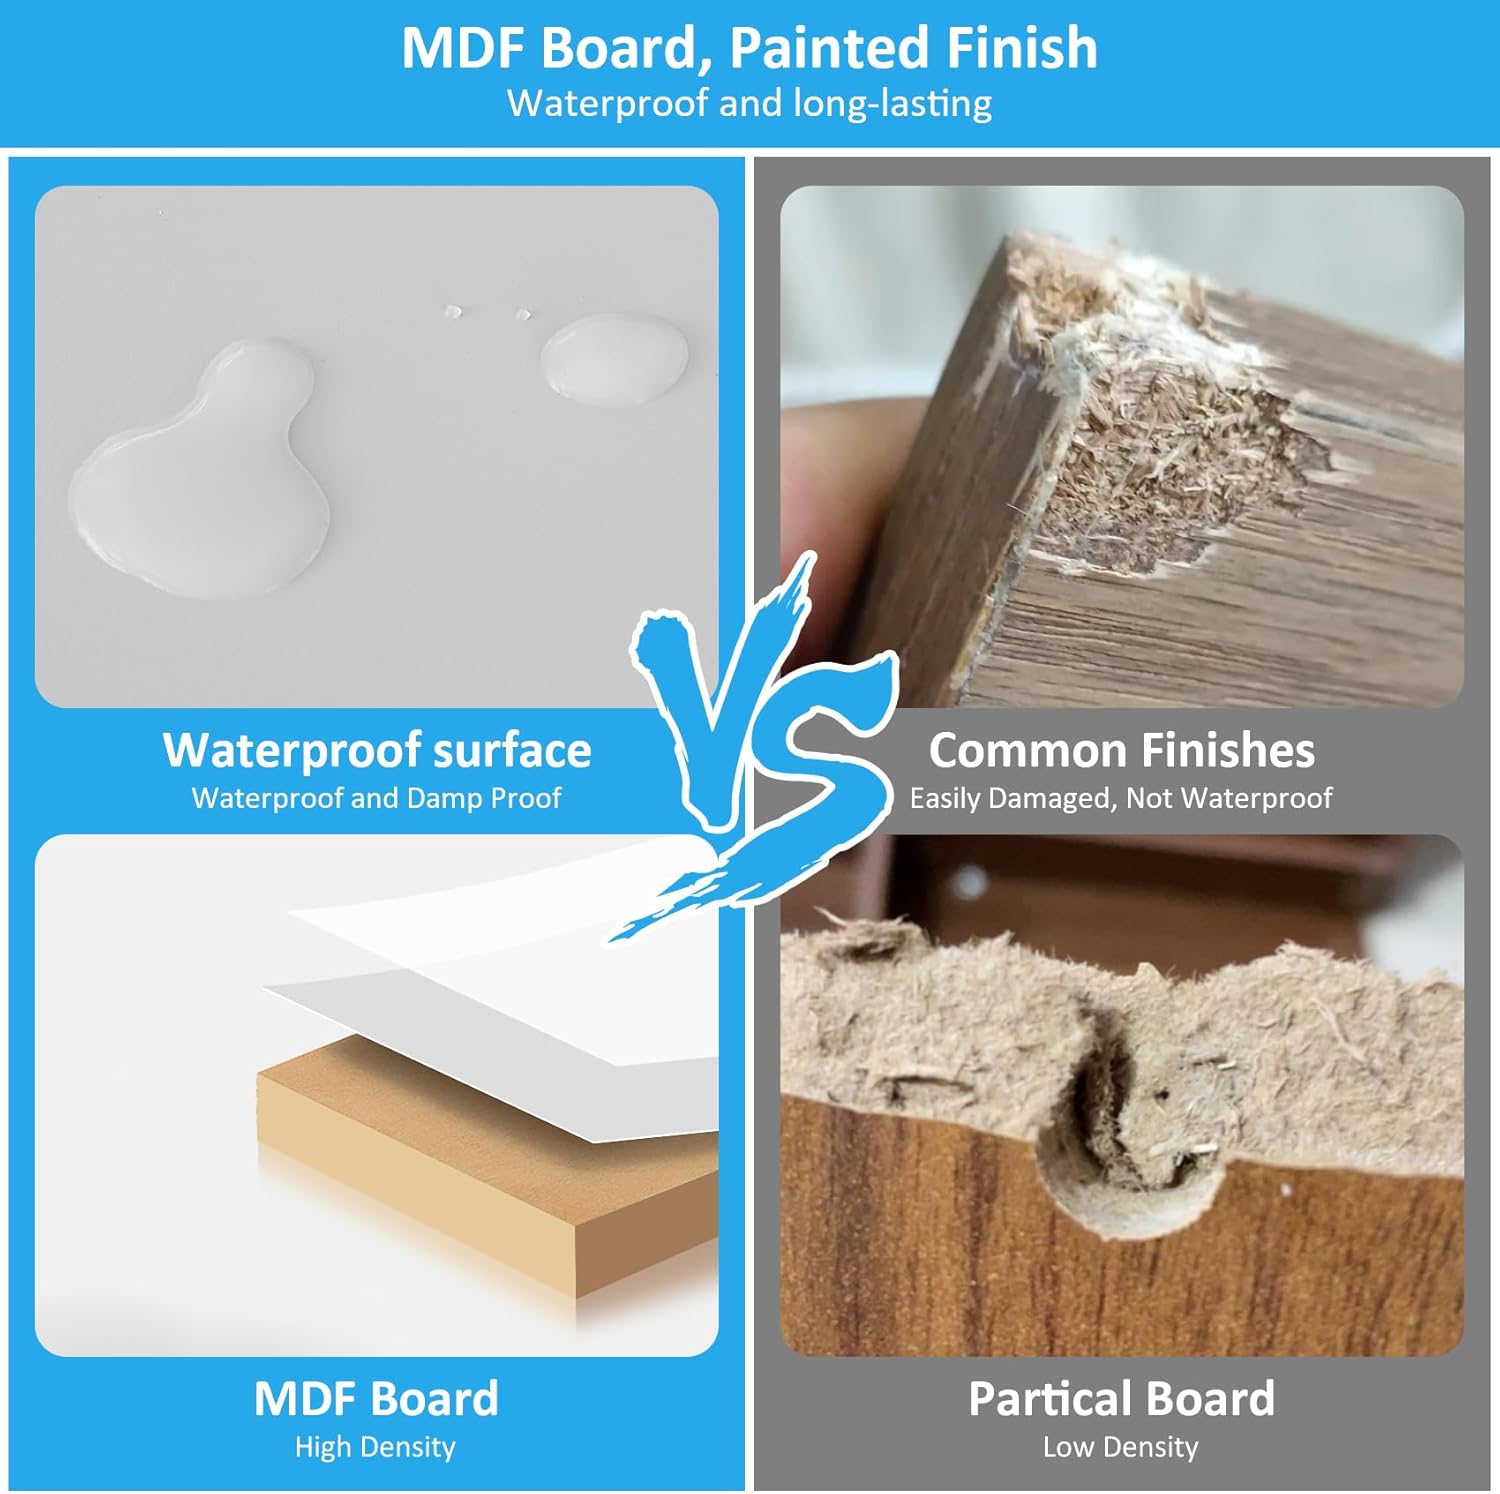 MDF Board, Painted Finish
Waterproof and long-lasting
VS
Waterproof surface
Waterproof and Damp Proof
Common Finishes
Easily Damaged, Not Waterproof
MDF Board
High Density
Partical Board
Low Density